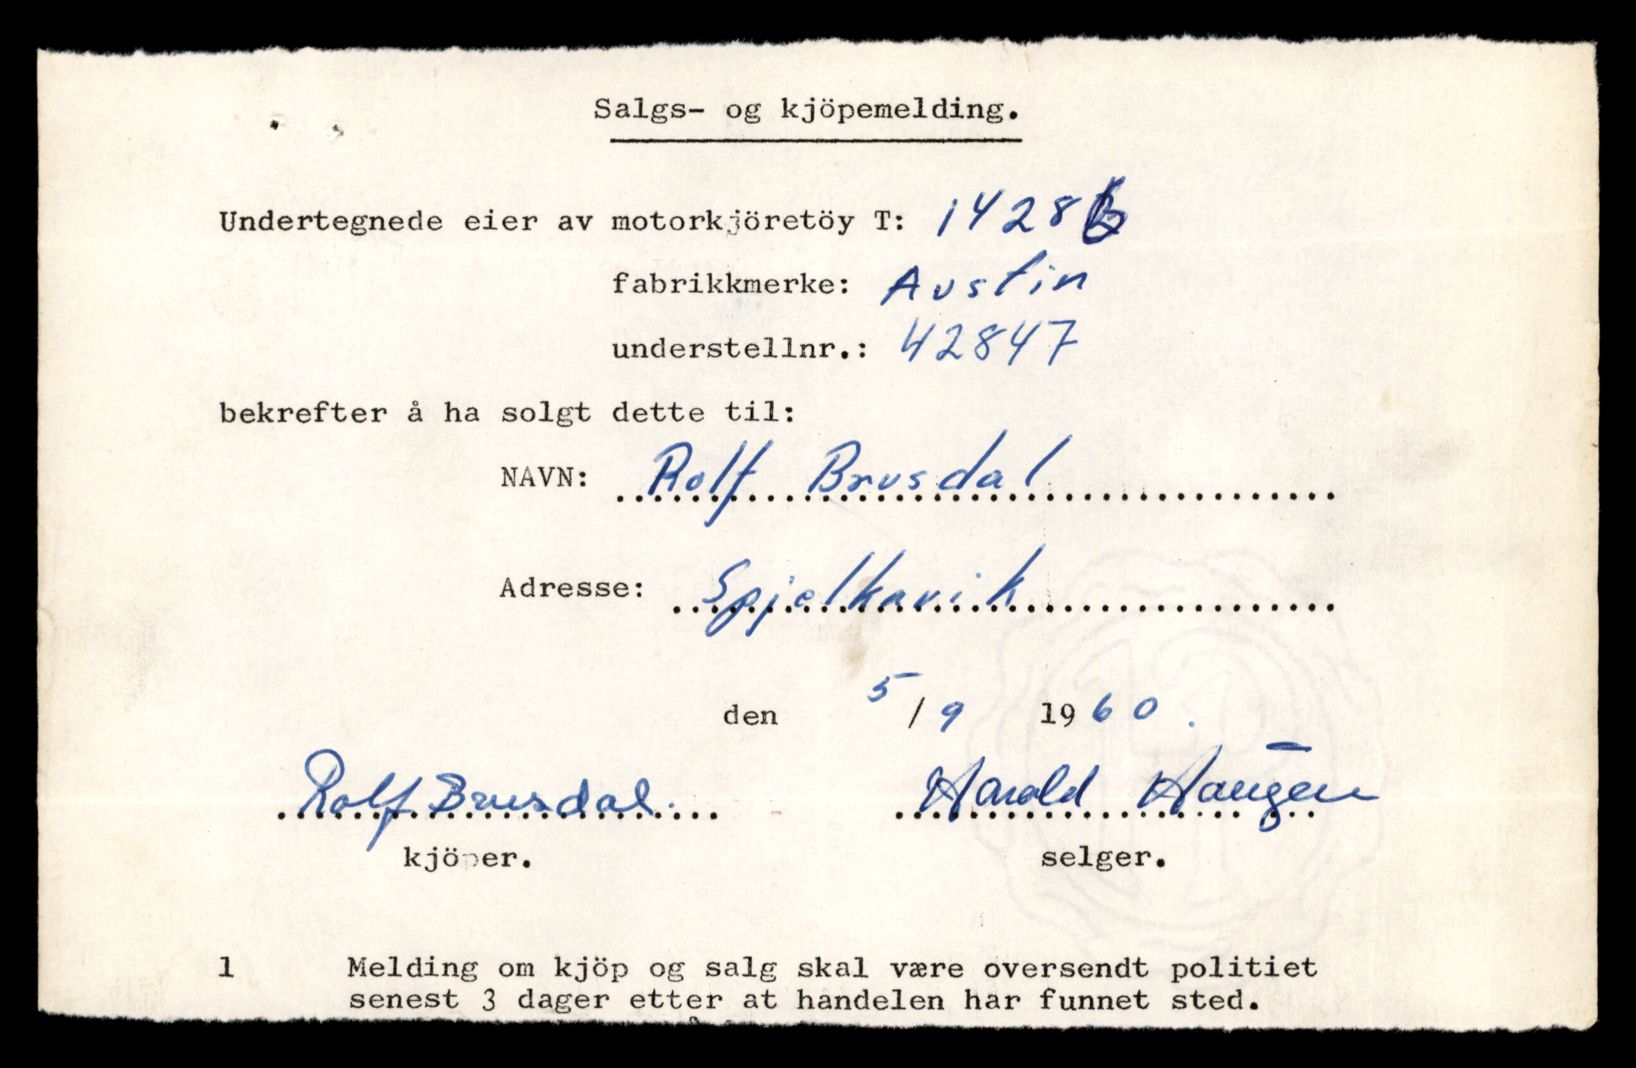 Salgs- og kjöpemelding.
Undertegnede eier av motorkjöretöy T: 14286
fabrikkmerke: Austin
understellnr.: 42847
bekrefter å ha solgt dette til:
NAVN: Rolf Brusdal
Adresse: Spjelkavik
den 5/9 1960.
Rolf Brusdal. Harald Haugen
kjöper. selger.
1 Melding om kjöp og salg skal være oversendt politiet
senest 3 dager etter at handelen har funnet sted.